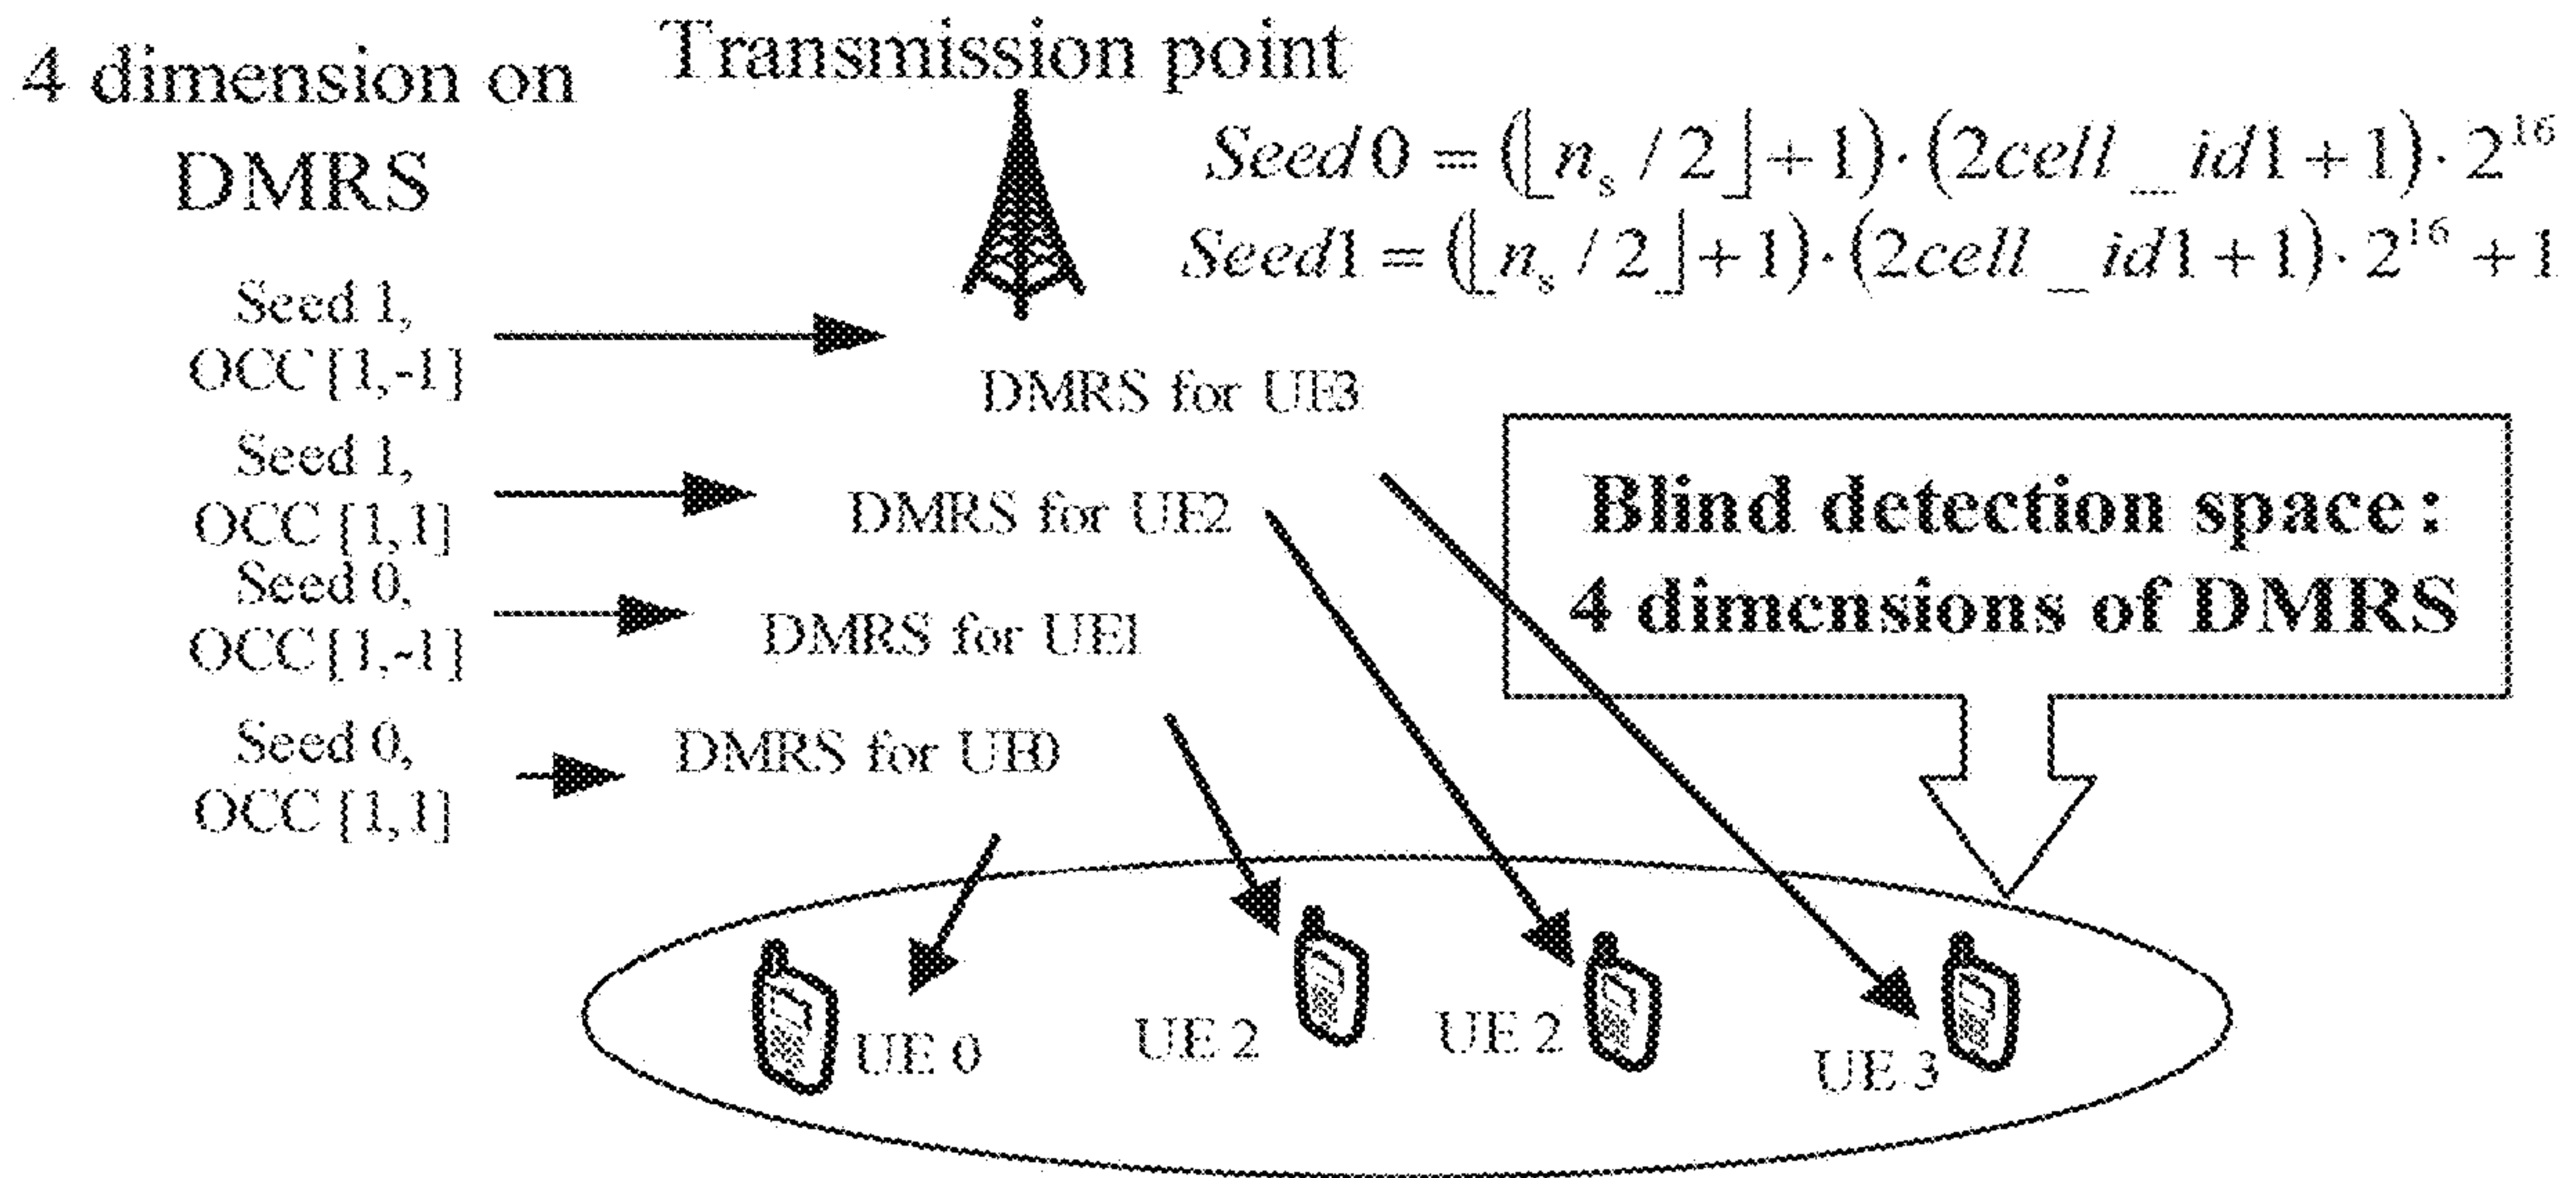 4 dimension on
DMRS
Transmission point
Seed 0 = (⌊n_s / 2⌋ + 1) · (2cell_id1 + 1) · 2^16
Seed1 = (⌊n_s / 2⌋ + 1) · (2cell_id1 + 1) · 2^16 + 1
Seed 1,
OCC [1,-1]
DMRS for UE3
Seed 1,
OCC [1,1]
DMRS for UE2
Seed 0,
OCC [1,-1]
DMRS for UE1
Seed 0,
OCC [1,1]
DMRS for UE0
Blind detection space :
4 dimensions of DMRS
UE 0
UE 2
UE 2
UE 3